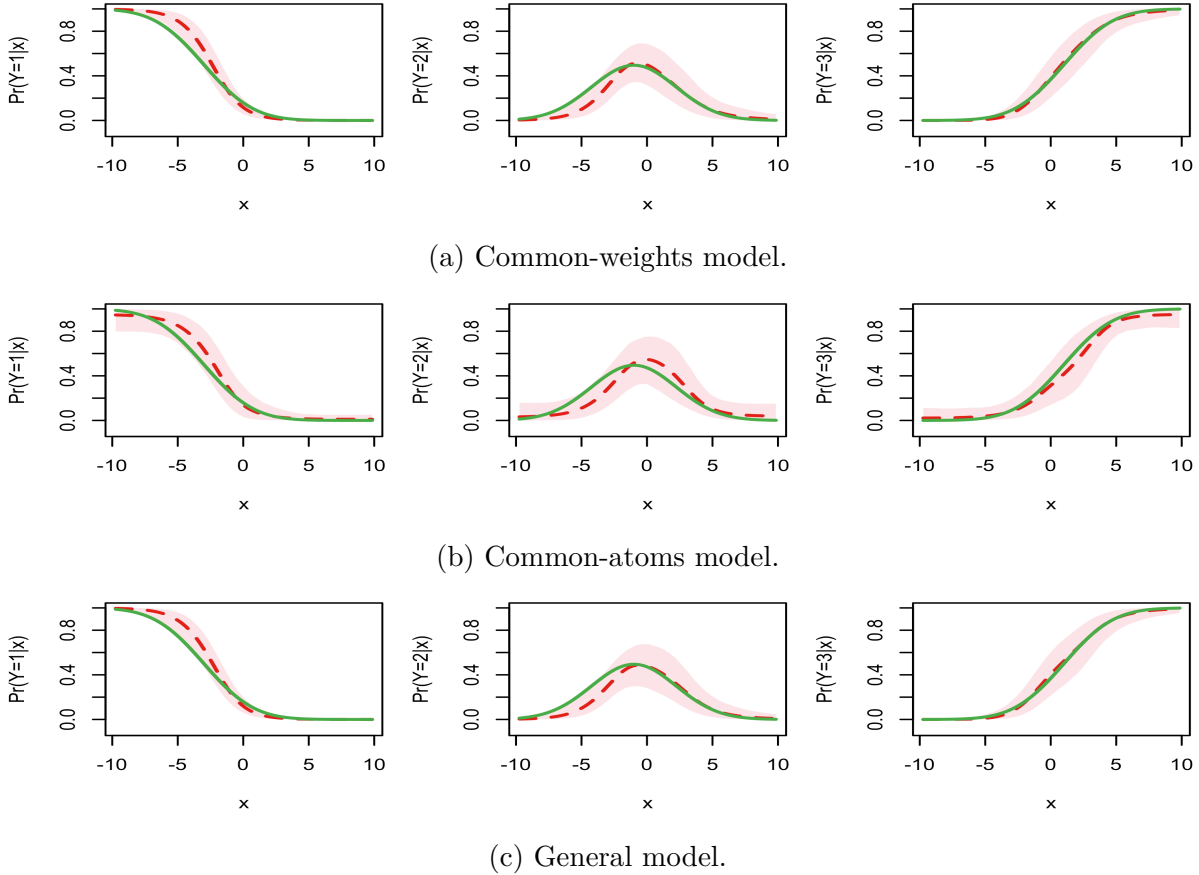 Pr(Y=1|x)
0.0 0.4 0.8
-10 -5 0 5 10
x
Pr(Y=2|x)
0.0 0.4 0.8
-10 -5 0 5 10
x
Pr(Y=3|x)
0.0 0.4 0.8
-10 -5 0 5 10
x
(a) Common-weights model.
Pr(Y=1|x)
0.0 0.4 0.8
-10 -5 0 5 10
x
Pr(Y=2|x)
0.0 0.4 0.8
-10 -5 0 5 10
x
Pr(Y=3|x)
0.0 0.4 0.8
-10 -5 0 5 10
x
(b) Common-atoms model.
Pr(Y=1|x)
0.0 0.4 0.8
-10 -5 0 5 10
x
Pr(Y=2|x)
0.0 0.4 0.8
-10 -5 0 5 10
x
Pr(Y=3|x)
0.0 0.4 0.8
-10 -5 0 5 10
x
(c) General model.